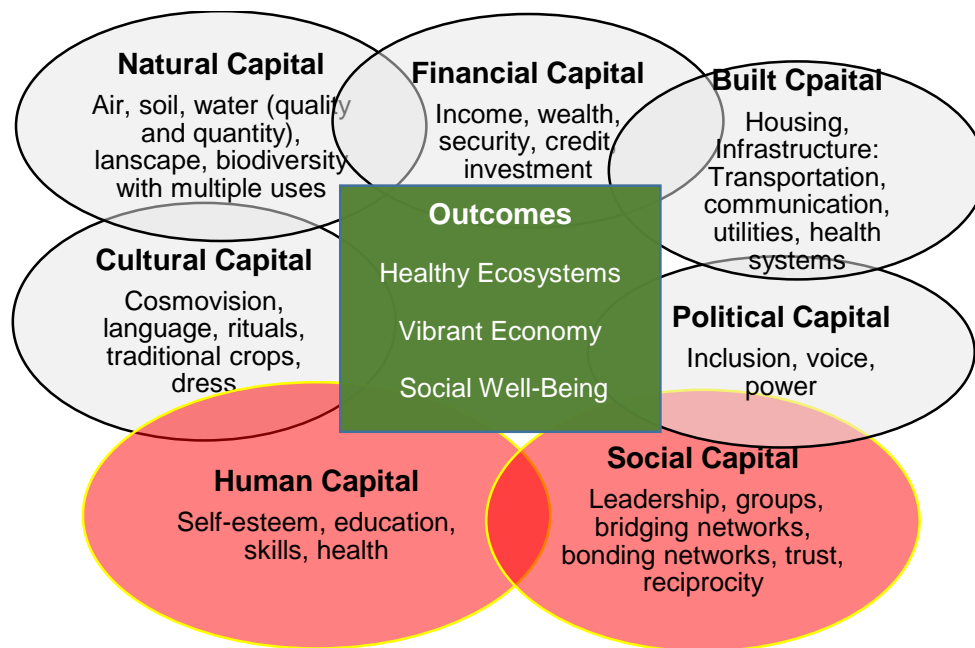 Natural Capital
Air, soil, water (quality
and quantity),
lanscape, biodiversity
with multiple uses
Financial Capital
Income, wealth,
security, credit,
investment
Built Cpaital
Housing,
Infrastructure:
Transportation,
communication,
utilities, health
systems
Outcomes
Healthy Ecosystems
Vibrant Economy
Social Well-Being
Cultural Capital
Cosmovision,
language, rituals,
traditional crops,
dress
Political Capital
Inclusion, voice,
power
Human Capital
Self-esteem, education,
skills, health
Social Capital
Leadership, groups,
bridging networks,
bonding networks, trust,
reciprocity